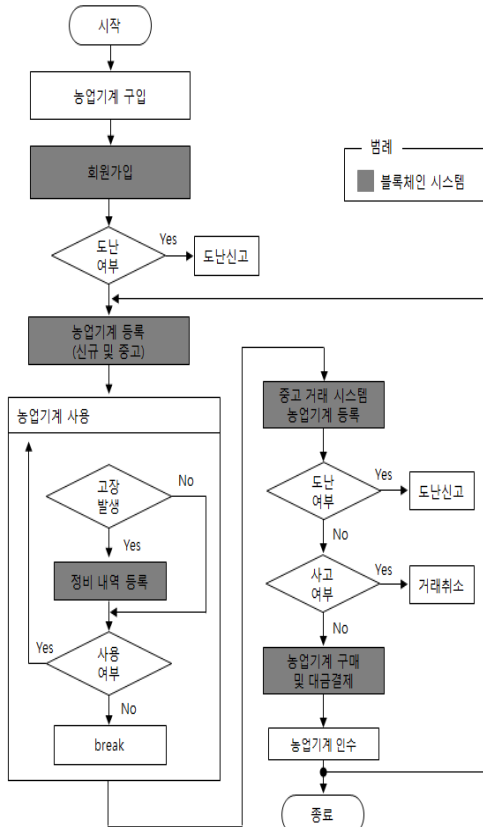 시작
농업기계 구입
회원가입
범례
블록체인 시스템
도난
여부
Yes
도난신고
농업기계 등록
(신규 및 중고)
농업기계 사용
고장
발생
No
Yes
정비 내역 등록
사용
여부
Yes
No
break
중고 거래 시스템
농업기계 등록
도난
여부
Yes
도난신고
No
사고
여부
Yes
거래취소
No
농업기계 구매
및 대금결제
농업기계 인수
종료